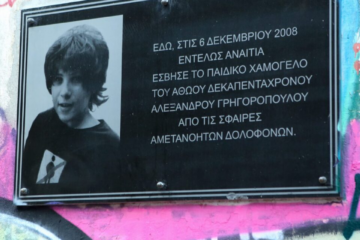 ΕΔΩ, ΣΤΙΣ 6 ΔΕΚΕΜΒΡΙΟΥ 2008
ΕΝΤΕΛΩΣ ΑΝΑΙΤΙΑ
ΕΣΒΗΣΕ ΤΟ ΠΑΙΔΙΚΟ ΧΑΜΟΓΕΛΟ
ΤΟΥ ΑΘΩΟΥ ΔΕΚΑΠΕΝΤΑΧΡΟΝΟΥ
ΑΛΕΞΑΝΔΡΟΥ ΓΡΗΓΟΡΟΠΟΥΛΟΥ
ΑΠΟ ΤΙΣ ΣΦΑΙΡΕΣ
ΑΜΕΤΑΝΟΗΤΩΝ ΔΟΛΟΦΟΝΩΝ.